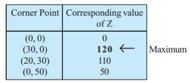 Corner Point Corresponding value
of Z
(0, 0) 0
(30, 0) 120 ← Maximum
(20, 30) 110
(0, 50) 50